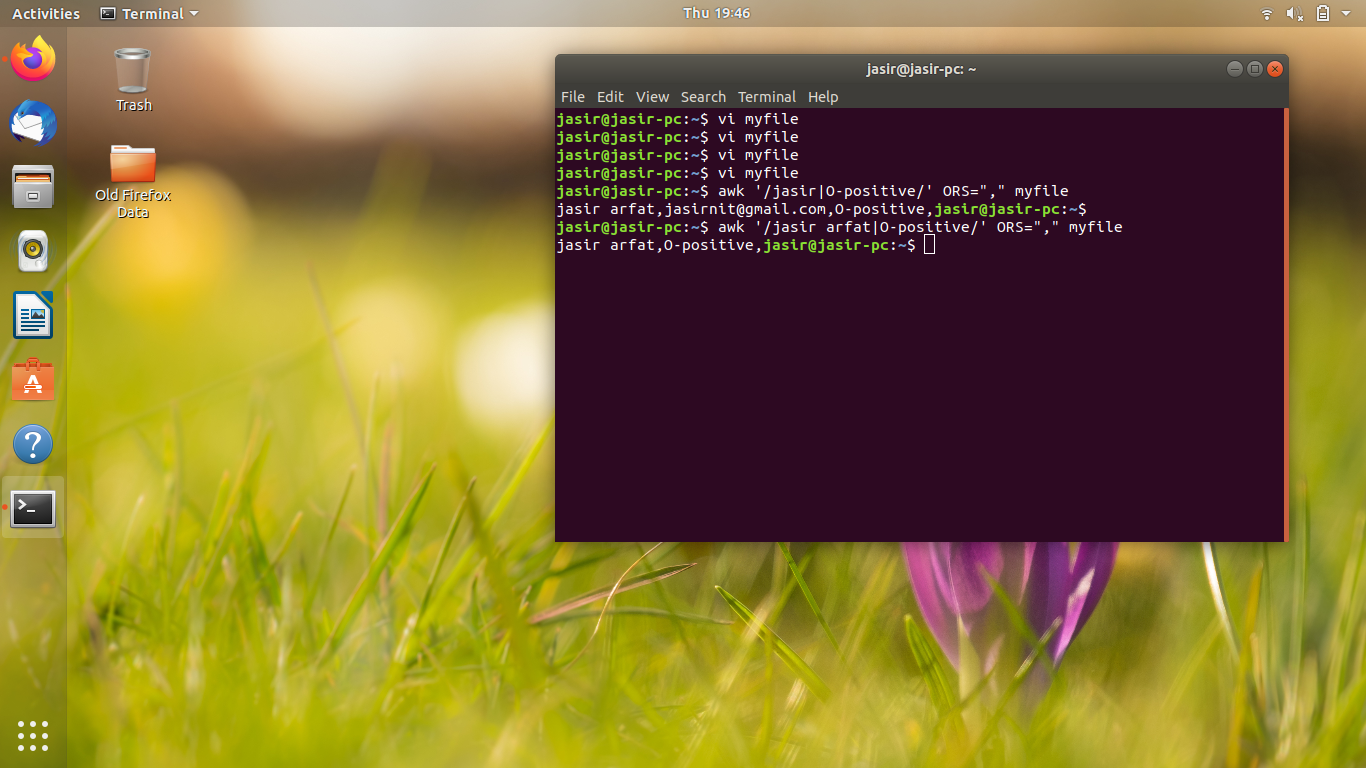 Activities Terminal Thu 19:46
Trash
Old Firefox
Data
jasir@jasir-pc: ~
File Edit View Search Terminal Help
jasir@jasir-pc:~$ vi myfile
jasir@jasir-pc:~$ vi myfile
jasir@jasir-pc:~$ vi myfile
jasir@jasir-pc:~$ vi myfile
jasir@jasir-pc:~$ awk '/jasir|O-positive/' ORS="," myfile
jasir arfat,jasirnit@gmail.com,O-positive,jasir@jasir-pc:~$
jasir@jasir-pc:~$ awk '/jasir arfat|O-positive/' ORS="," myfile
jasir arfat,O-positive,jasir@jasir-pc:~$